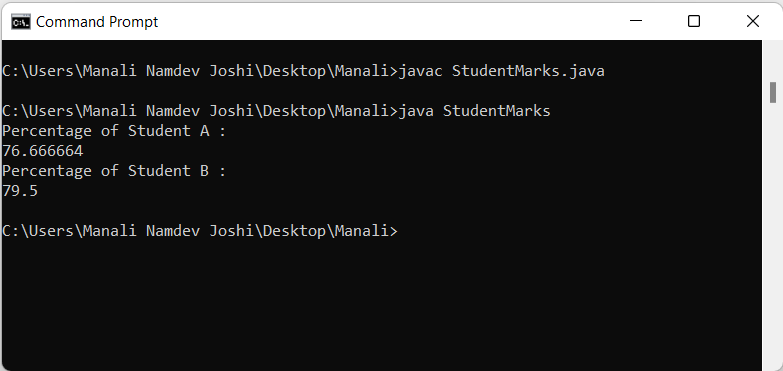 Command Prompt
C:\Users\Manali Namdev Joshi\Desktop\Manali>javac StudentMarks.java
C:\Users\Manali Namdev Joshi\Desktop\Manali>java StudentMarks
Percentage of Student A :
76.666664
Percentage of Student B :
79.5
C:\Users\Manali Namdev Joshi\Desktop\Manali>